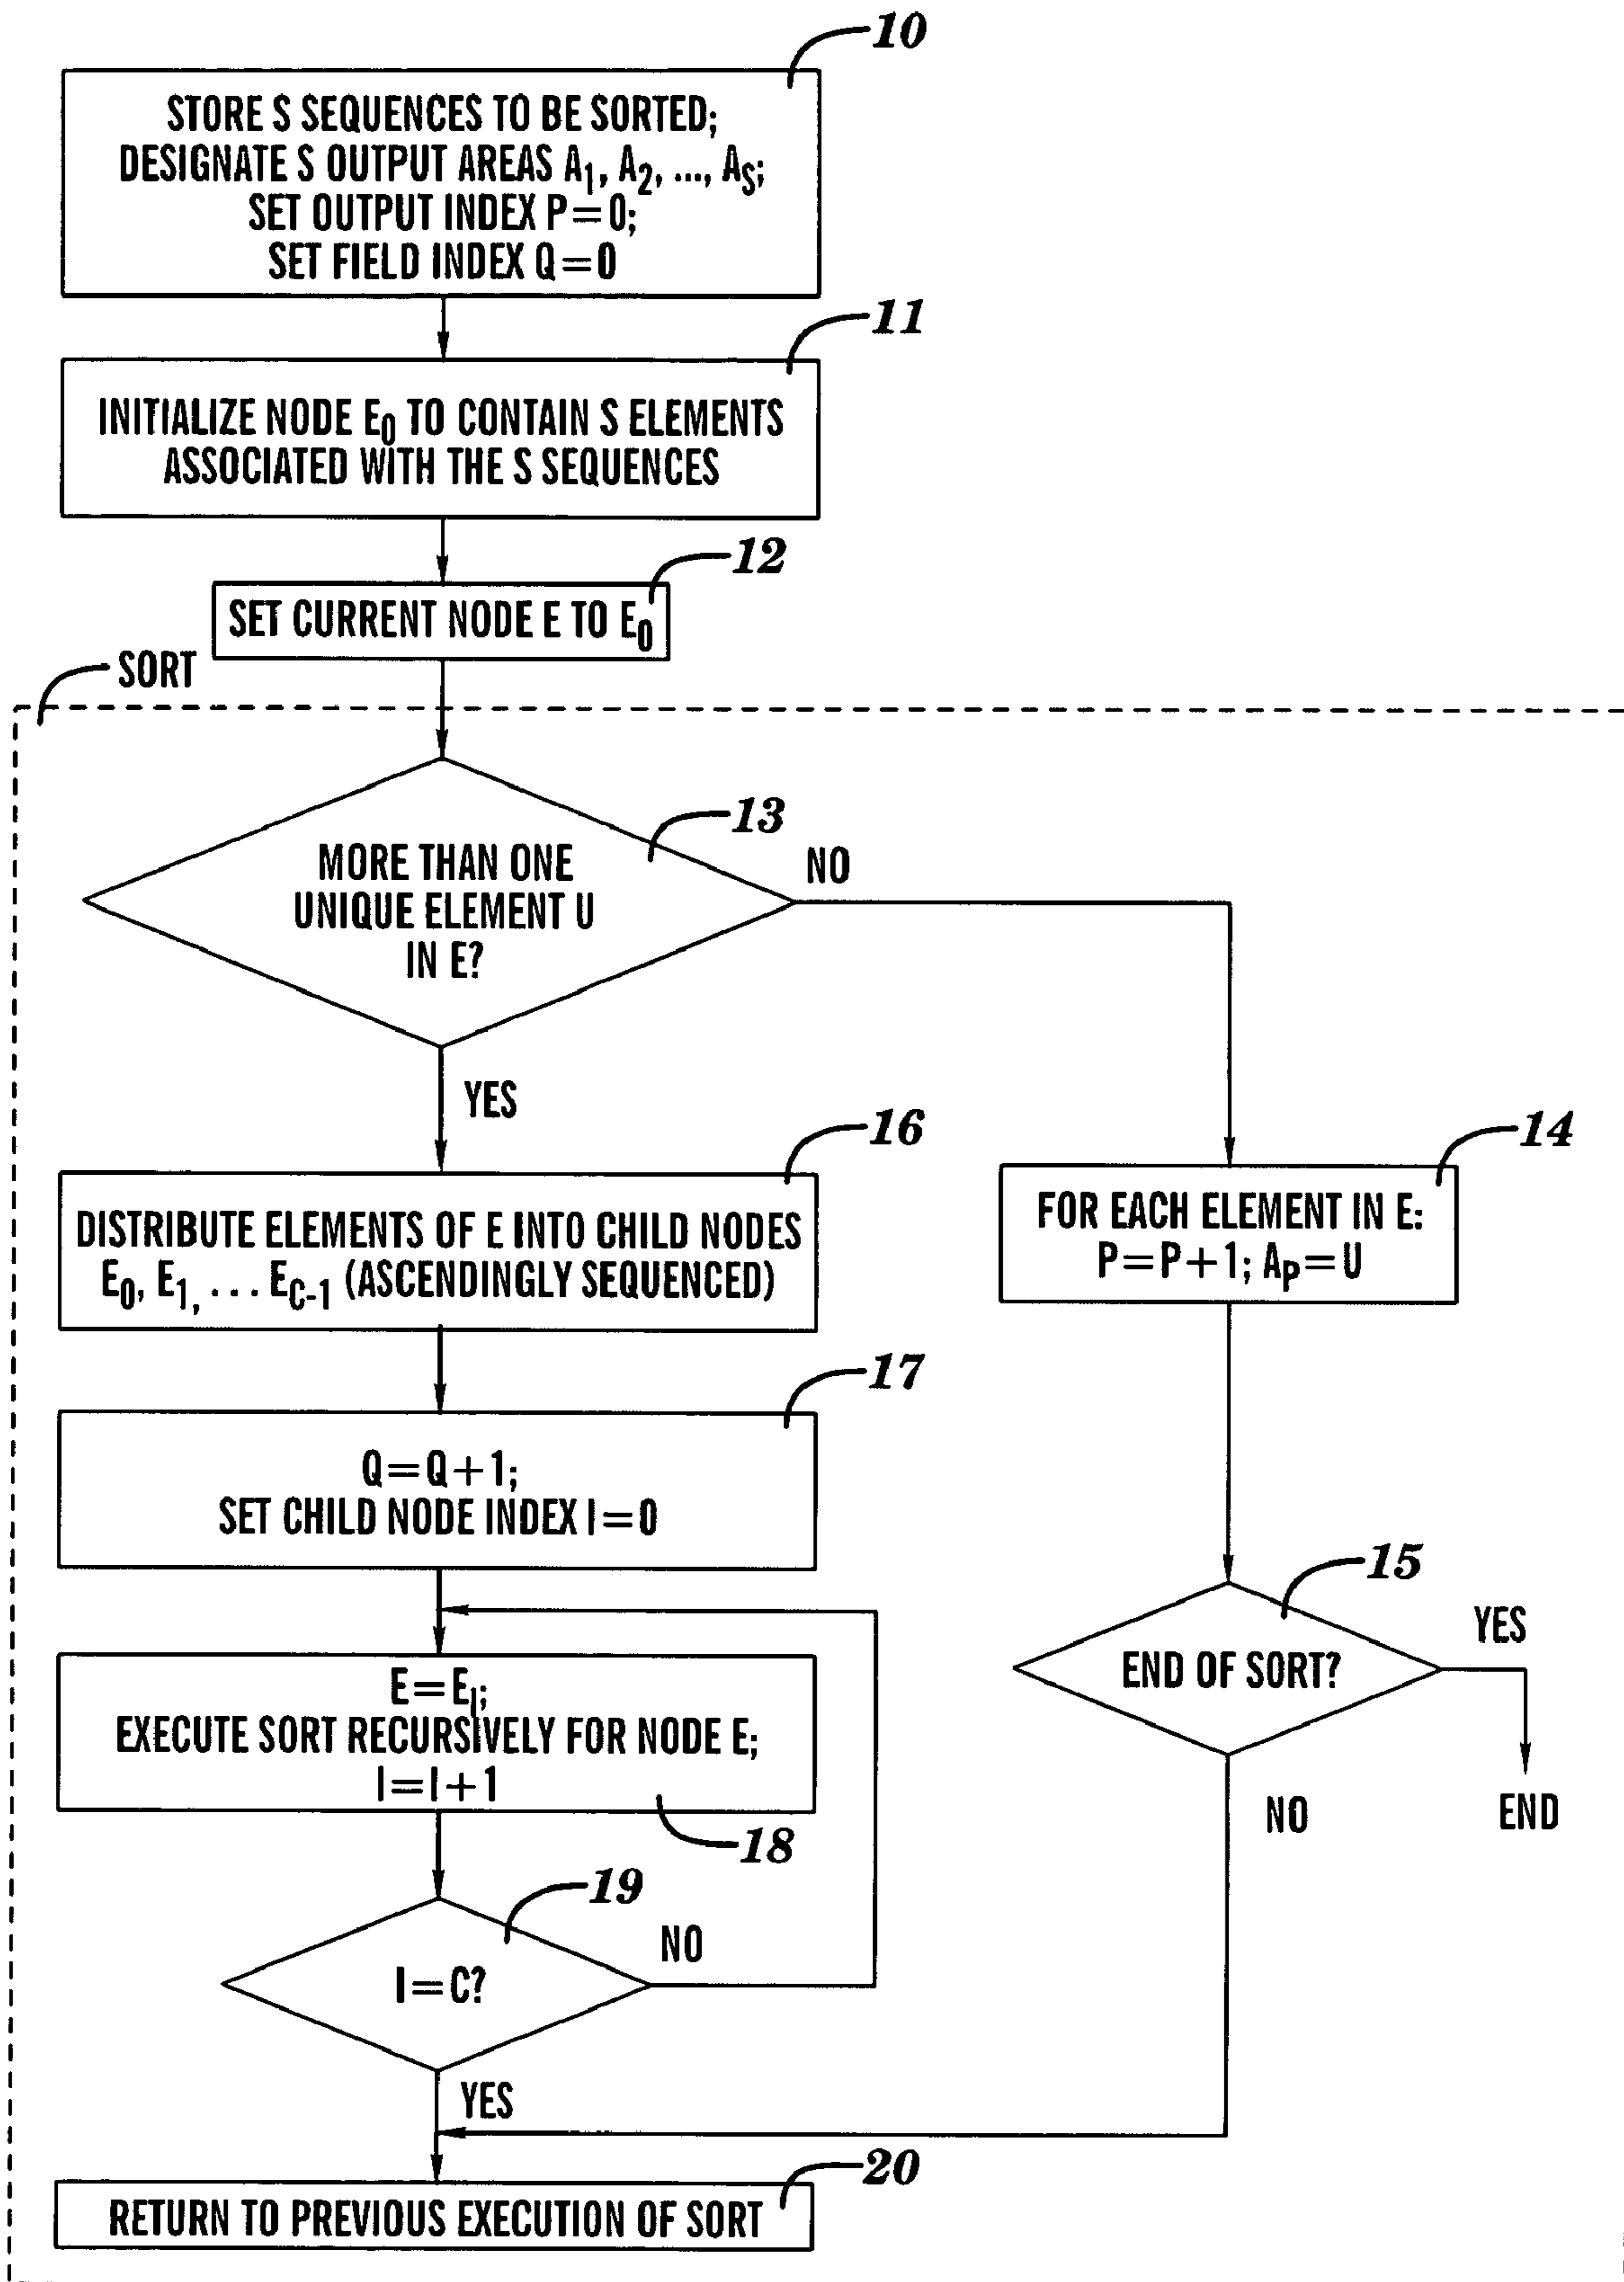 10
STORE S SEQUENCES TO BE SORTED;
DESIGNATE S OUTPUT AREAS A₁, A₂, ..., Aₛ;
SET OUTPUT INDEX P=0;
SET FIELD INDEX Q=0
11
INITIALIZE NODE E₀ TO CONTAIN S ELEMENTS
ASSOCIATED WITH THE S SEQUENCES
12
SET CURRENT NODE E TO E₀
SORT
13
MORE THAN ONE
UNIQUE ELEMENT U
IN E?
NO
YES
16
DISTRIBUTE ELEMENTS OF E INTO CHILD NODES
E₀, E₁, ... E_C-1 (ASCENDINGLY SEQUENCED)
14
FOR EACH ELEMENT IN E:
P=P+1; A_P=U
17
Q=Q+1;
SET CHILD NODE INDEX I=0
15
END OF SORT?
YES
END
NO
E=E_I;
EXECUTE SORT RECURSIVELY FOR NODE E;
I=I+1
18
19
I=C?
NO
YES
20
RETURN TO PREVIOUS EXECUTION OF SORT